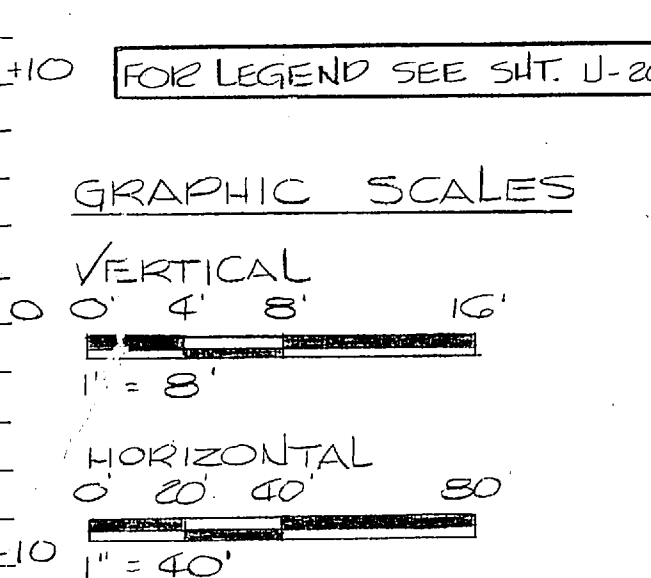 +10 FOR LEGEND SEE SHT. U-20
GRAPHIC SCALES
VERTICAL
0 0' 4' 8' 16'
1" = 8'
HORIZONTAL
0' 20' 40' 80'
-10 1" = 40'